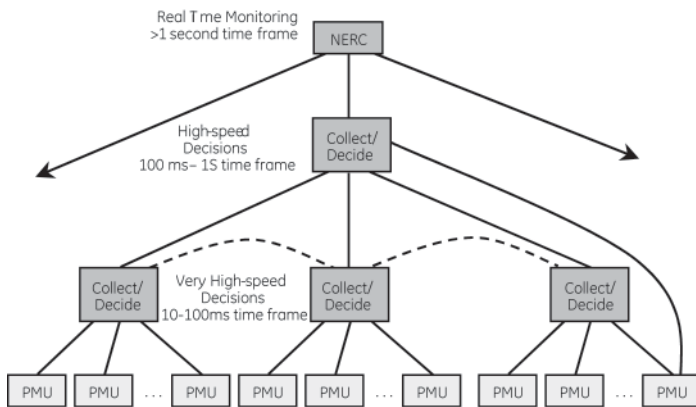 Real Tme Monitoring
>1 second time frame
NERC
High-speed
Decisions
100 ms– 1S time frame
Collect/
Decide
Collect/
Decide
Very High-speed
Decisions
10-100ms time frame
Collect/
Decide
Collect/
Decide
PMU PMU ... PMU PMU PMU ... PMU PMU PMU ... PMU